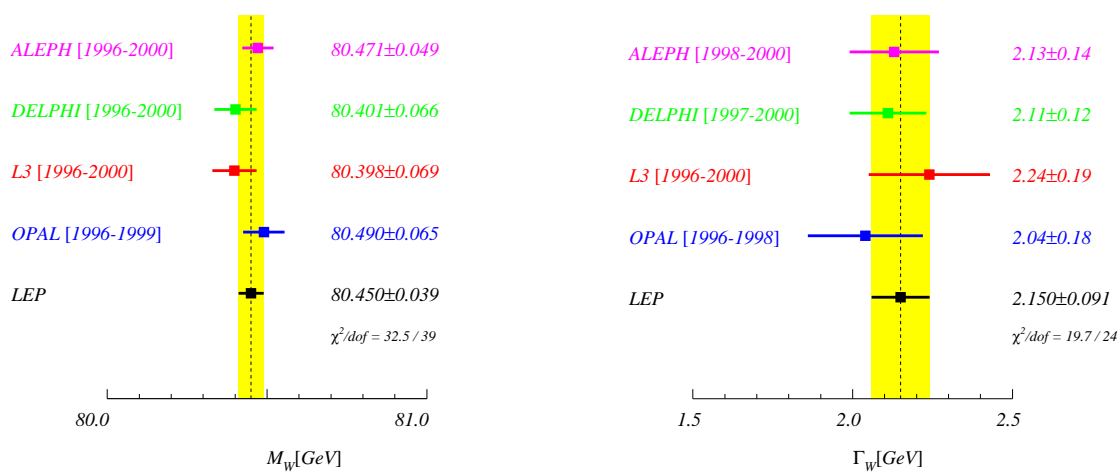 ALEPH [1996-2000] 80.471±0.049
DELPHI [1996-2000] 80.401±0.066
L3 [1996-2000] 80.398±0.069
OPAL [1996-1999] 80.490±0.065
LEP 80.450±0.039
χ²/dof = 32.5 / 39
80.0 81.0
M_W[GeV]
ALEPH [1998-2000] 2.13±0.14
DELPHI [1997-2000] 2.11±0.12
L3 [1996-2000] 2.24±0.19
OPAL [1996-1998] 2.04±0.18
LEP 2.150±0.091
χ²/dof = 19.7 / 24
1.5 2.0 2.5
Γ_W[GeV]